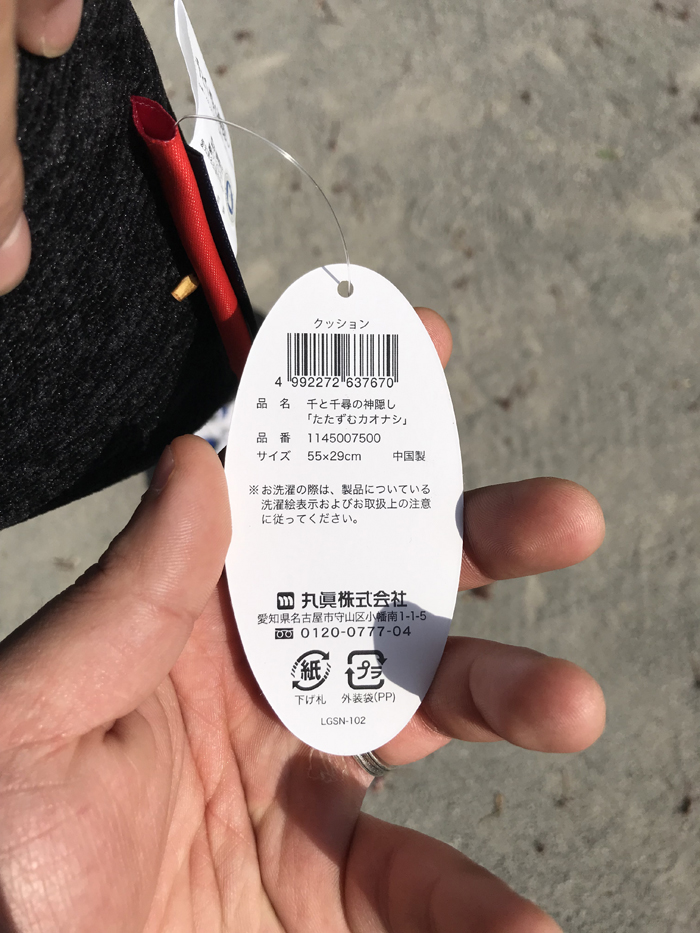 クッション
4 992272 637670
品 名 千と千尋の神隠し
「たたずむカオナシ」
品 番 1145007500
サイズ 55×29cm 中国製
※お洗濯の際は、製品についている
洗濯絵表示およびお取扱上の注意
に従ってください。
丸眞株式会社
愛知県名古屋市守山区小幡南1-1-5
0120-0777-04
紙 プラ
下げ札 外装袋(PP)
LGSN-102